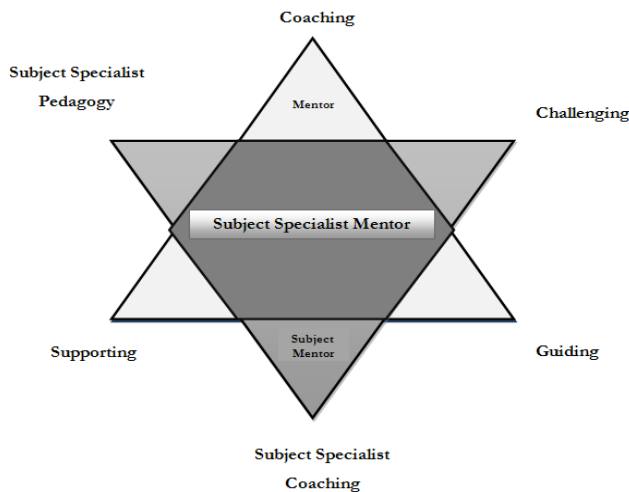 Coaching
Subject Specialist
Pedagogy
Mentor
Challenging
Subject Specialist Mentor
Subject
Mentor
Supporting
Guiding
Subject Specialist
Coaching